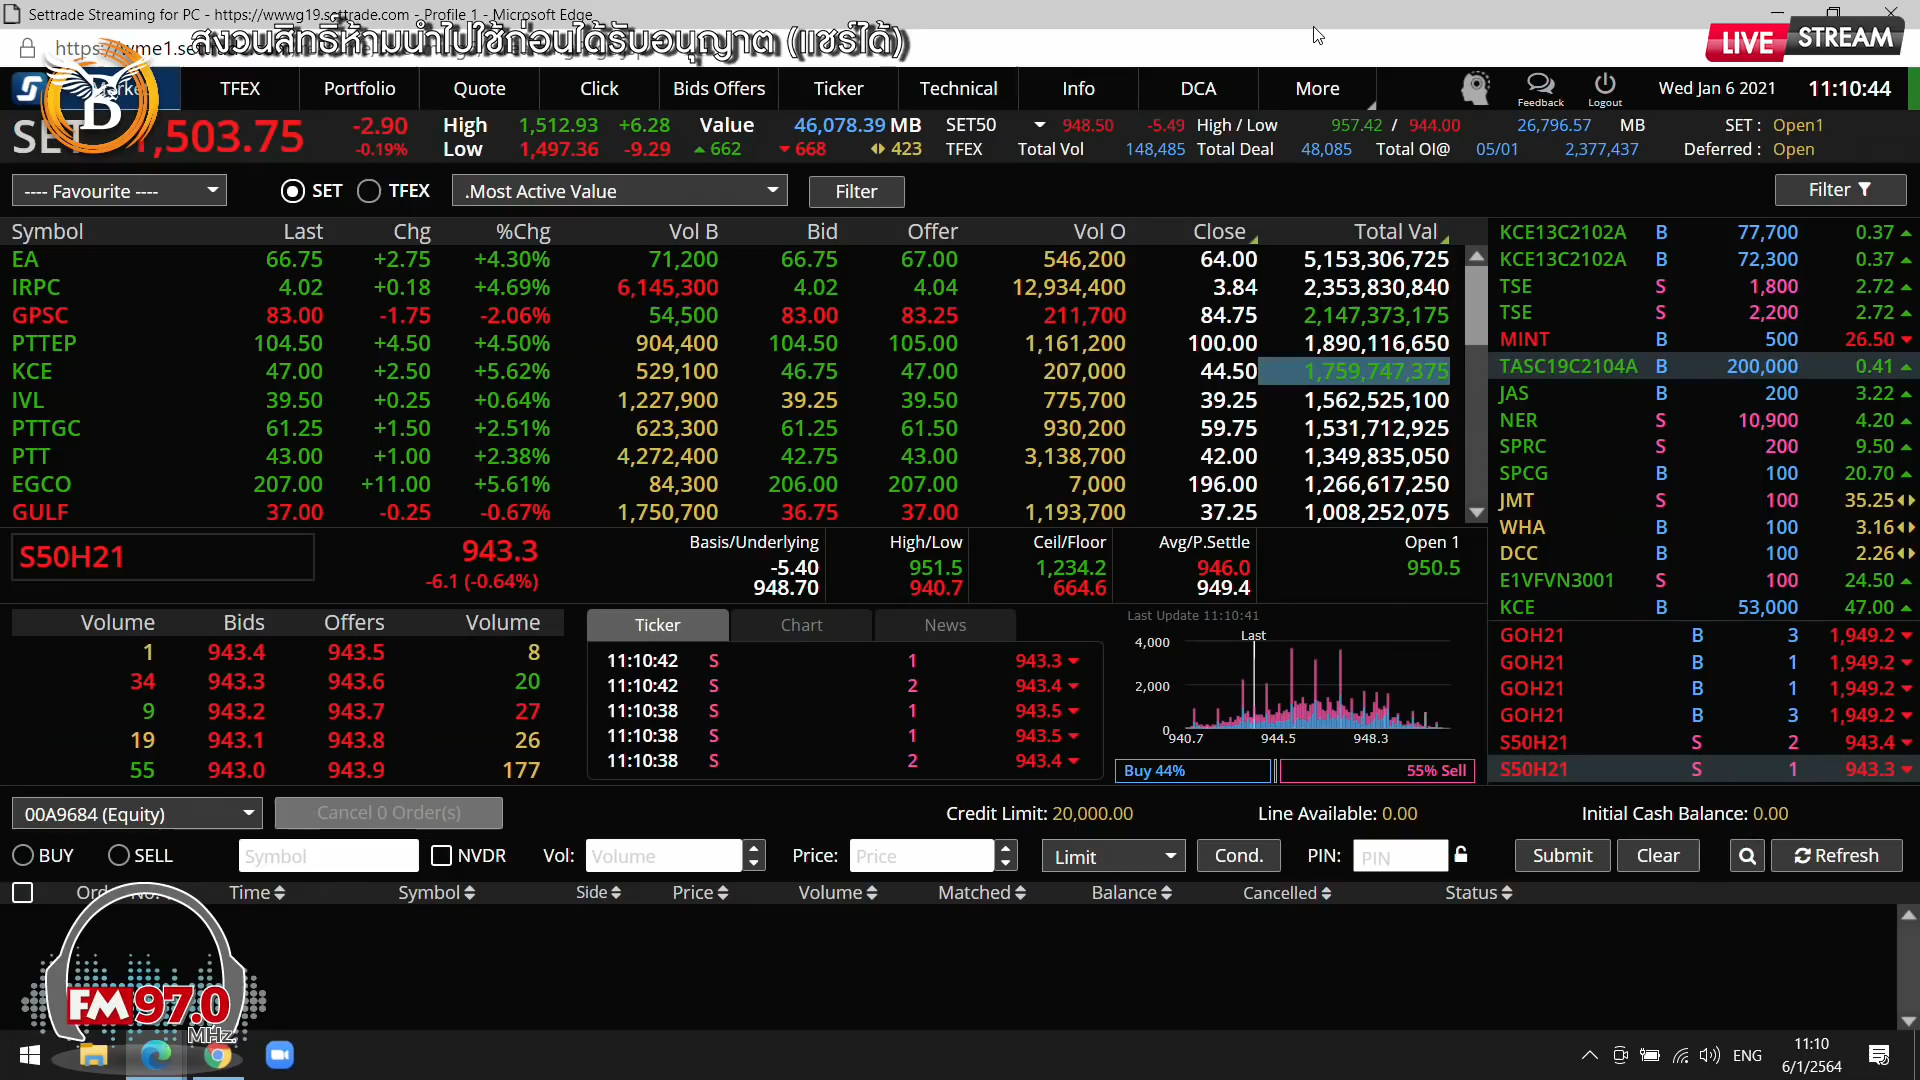 Settrade Streaming for PC - https://wwwg19.settrade.com - Profile 1 - Microsoft Edge
สงวนสิทธิ์ห้ามนำไปใช้ก่อนได้รับอนุญาต (แชร์ได้)
LIVE STREAM
TFEX Portfolio Quote Click Bids Offers Ticker Technical Info DCA More Feedback Logout Wed Jan 6 2021 11:10:44
,503.75 -2.90 High 1,512.93 +6.28 Value 46,078.39 MB SET50 948.50 -5.49 High / Low 957.42 / 944.00 26,796.57 MB SET : Open1
-0.19% Low 1,497.36 -9.29 662 668 423 TFEX Total Vol 148,485 Total Deal 48,085 Total OI@ 05/01 2,377,437 Deferred : Open
---- Favourite ---- SET TFEX .Most Active Value Filter Filter
Symbol Last Chg %Chg Vol B Bid Offer Vol O Close Total Val
EA 66.75 +2.75 +4.30% 71,200 66.75 67.00 546,200 64.00 5,153,306,725
IRPC 4.02 +0.18 +4.69% 6,145,300 4.02 4.04 12,934,400 3.84 2,353,830,840
GPSC 83.00 -1.75 -2.06% 54,500 83.00 83.25 211,700 84.75 2,147,373,175
PTTEP 104.50 +4.50 +4.50% 904,400 104.50 105.00 1,161,200 100.00 1,890,116,650
KCE 47.00 +2.50 +5.62% 529,100 46.75 47.00 207,000 44.50 1,759,747,375
IVL 39.50 +0.25 +0.64% 1,227,900 39.25 39.50 775,700 39.25 1,562,525,100
PTTGC 61.25 +1.50 +2.51% 623,300 61.25 61.50 930,200 59.75 1,531,712,925
PTT 43.00 +1.00 +2.38% 4,272,400 42.75 43.00 3,138,700 42.00 1,349,835,050
EGCO 207.00 +11.00 +5.61% 84,300 206.00 207.00 7,000 196.00 1,266,617,250
GULF 37.00 -0.25 -0.67% 1,750,700 36.75 37.00 1,193,700 37.25 1,008,252,075
KCE13C2102A B 77,700 0.37
KCE13C2102A B 72,300 0.37
TSE S 1,800 2.72
TSE S 2,200 2.72
MINT B 500 26.50
TASC19C2104A B 200,000 0.41
JAS B 200 3.22
NER S 10,900 4.20
SPRC S 200 9.50
SPCG B 100 20.70
JMT S 100 35.25
WHA B 100 3.16
DCC B 100 2.26
E1VFVN3001 S 100 24.50
KCE B 53,000 47.00
GOH21 B 3 1,949.2
GOH21 B 1 1,949.2
GOH21 B 1 1,949.2
GOH21 B 3 1,949.2
S50H21 S 2 943.4
S50H21 S 1 943.3
S50H21 943.3 Basis/Underlying High/Low Ceil/Floor Avg/P.Settle Open 1
-5.40 951.5 1,234.2 946.0 950.5
-6.1 (-0.64%) 948.70 940.7 664.6 949.4
Volume Bids Offers Volume
1 943.4 943.5 8
34 943.3 943.6 20
9 943.2 943.7 27
19 943.1 943.8 26
55 943.0 943.9 177
Ticker Chart News
11:10:42 S 1 943.3
11:10:42 S 2 943.4
11:10:38 S 1 943.5
11:10:38 S 1 943.5
11:10:38 S 2 943.4
Last Update 11:10:41
Last
4,000
2,000
0
940.7 944.5 948.3
Buy 44% 55% Sell
00A9684 (Equity) Cancel 0 Order(s) Credit Limit: 20,000.00 Line Available: 0.00 Initial Cash Balance: 0.00
BUY SELL Symbol NVDR Vol: Volume Price: Price Limit Cond. PIN: PIN Submit Clear Refresh
Time Symbol Side Price Volume Matched Balance Cancelled Status
FM 97.0 MHz.
ENG 11:10
6/1/2564